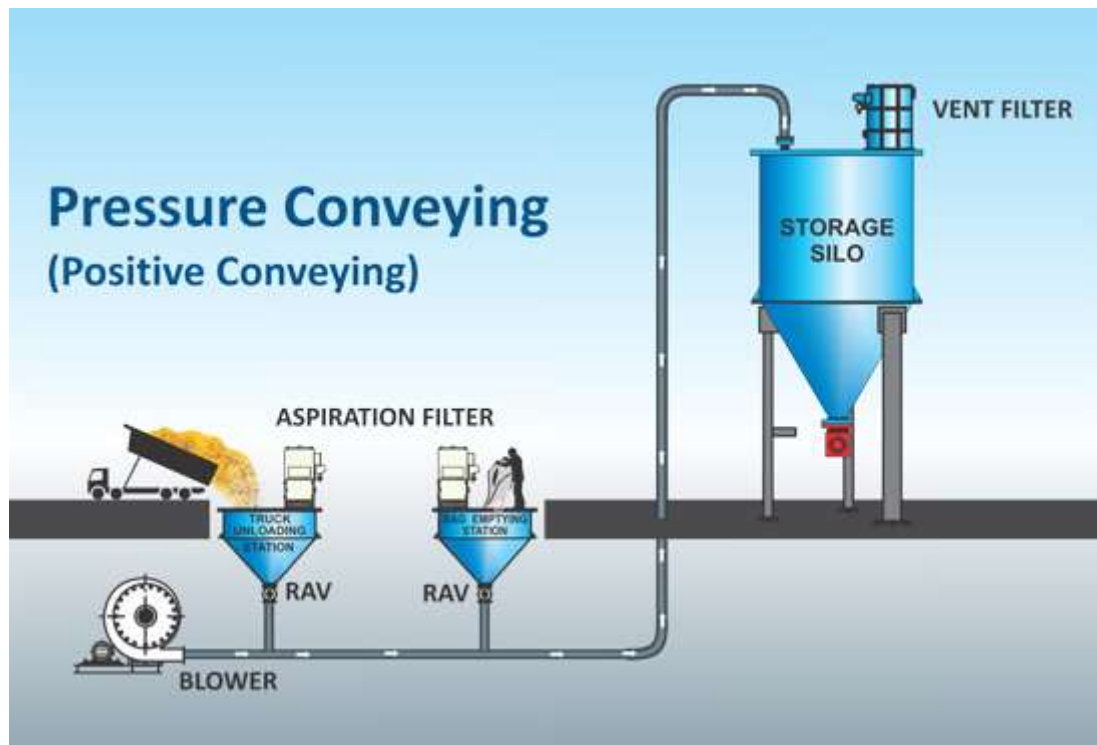 Pressure Conveying
(Positive Conveying)
VENT FILTER
STORAGE
SILO
ASPIRATION FILTER
TRUCK
UNLOADING
STATION
BAG EMPTYING
STATION
RAV
RAV
BLOWER